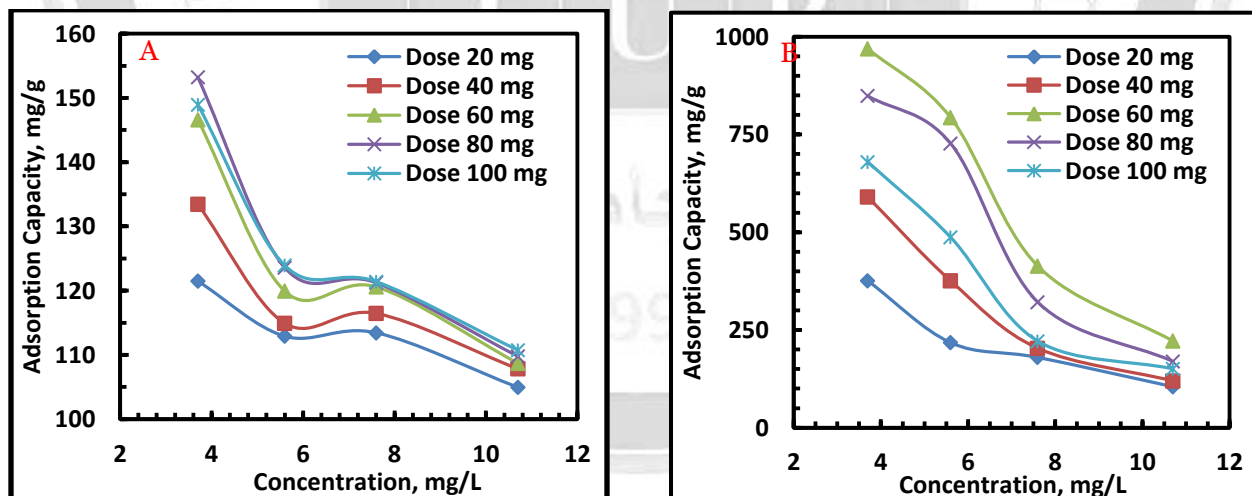 A
160
150
140
130
120
110
100
Adsorption Capacity, mg/g
Dose 20 mg
Dose 40 mg
Dose 60 mg
Dose 80 mg
Dose 100 mg
2 4 6 8 10 12
Concentration, mg/L
B
1000
750
500
250
0
Adsorption Capacity, mg/g
Dose 20 mg
Dose 40 mg
Dose 60 mg
Dose 80 mg
Dose 100 mg
2 4 6 8 10 12
Concentration, mg/L